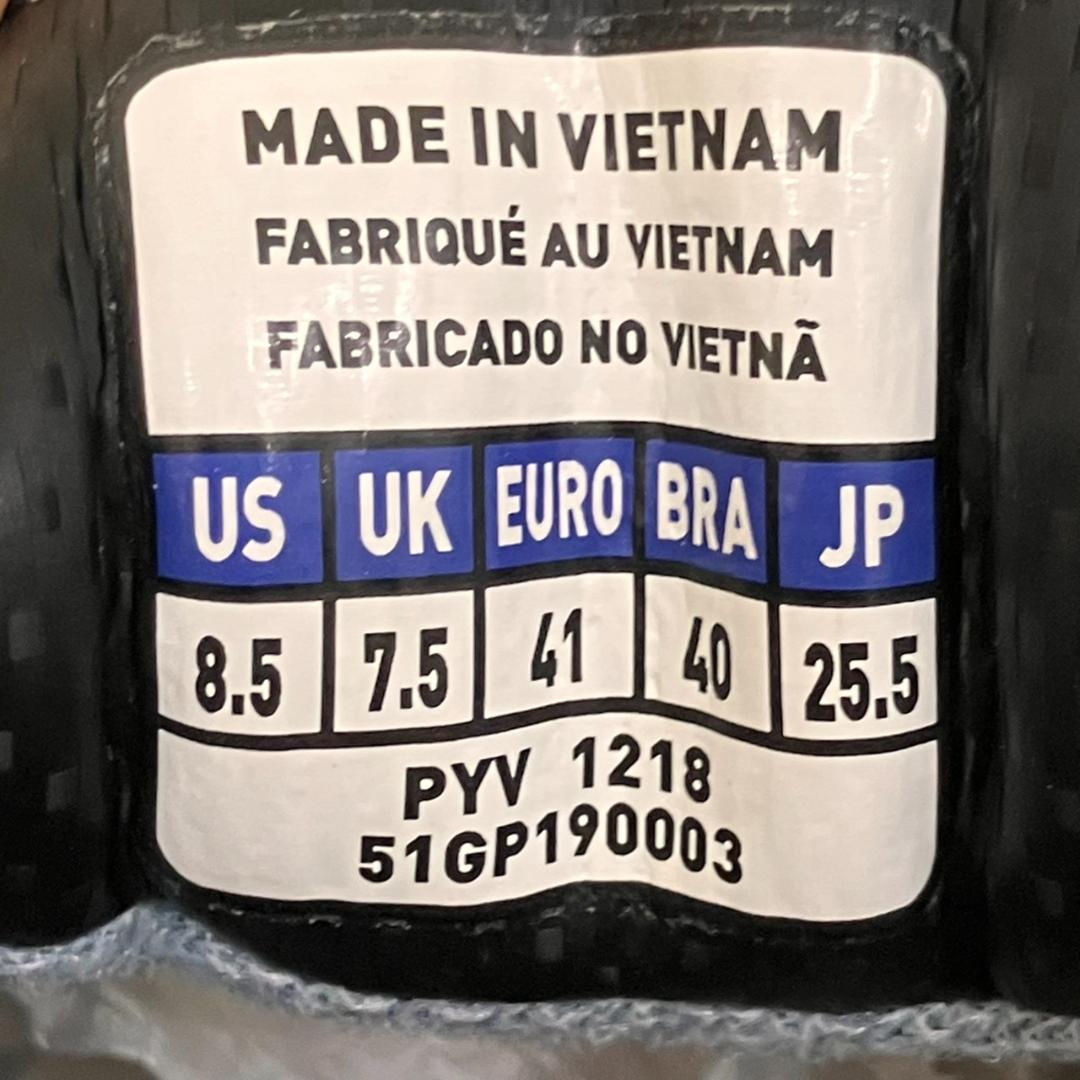 MADE IN VIETNAM
FABRIQUÉ AU VIETNAM
FABRICADO NO VIETNÃ
US UK EURO BRA JP
8.5 7.5 41 40 25.5
PYV 1218
51GP190003